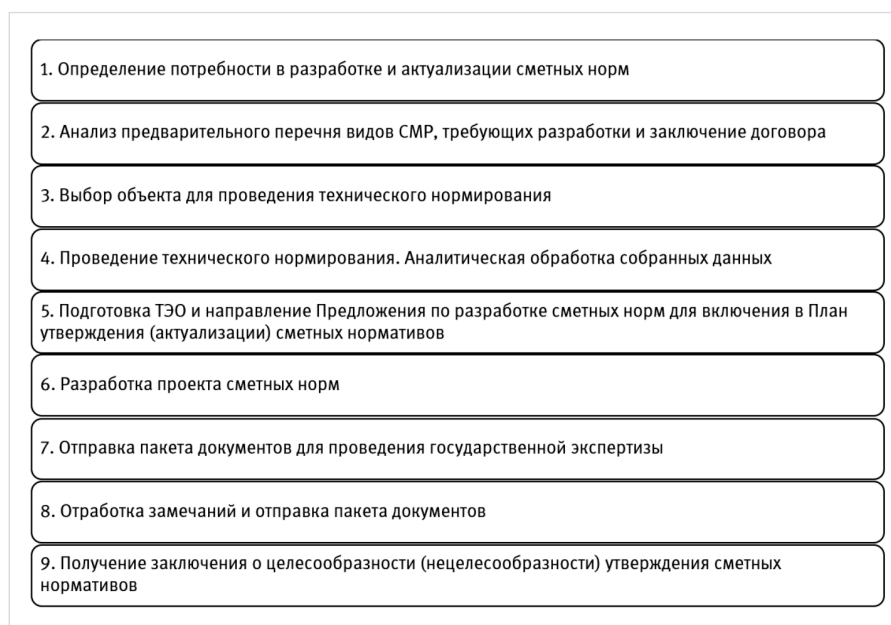 1. Определение потребности в разработке и актуализации сметных норм
2. Анализ предварительного перечня видов СМР, требующих разработки и заключение договора
3. Выбор объекта для проведения технического нормирования
4. Проведение технического нормирования. Аналитическая обработка собранных данных
5. Подготовка ТЭО и направление Предложения по разработке сметных норм для включения в План
утверждения (актуализации) сметных нормативов
6. Разработка проекта сметных норм
7. Отправка пакета документов для проведения государственной экспертизы
8. Отработка замечаний и отправка пакета документов
9. Получение заключения о целесообразности (нецелесообразности) утверждения сметных
нормативов